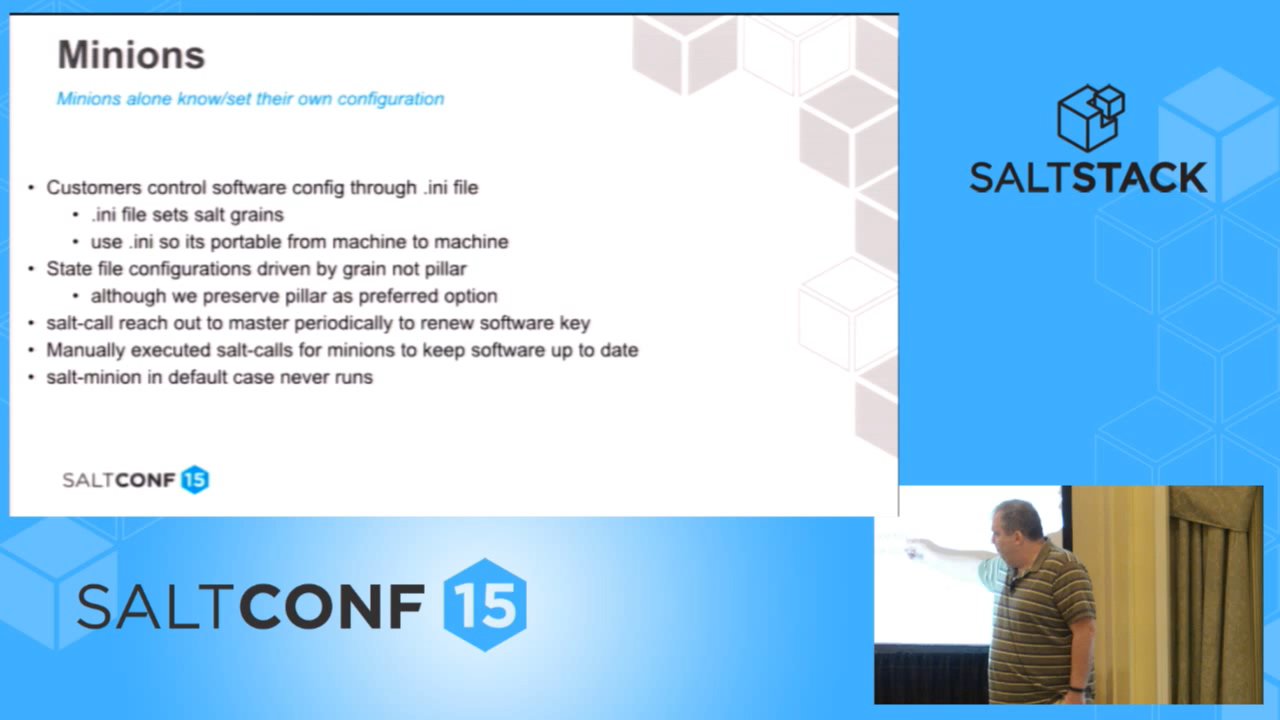 Minions
Minions alone know/set their own configuration
• Customers control software config through .ini file
• .ini file sets salt grains
• use .ini so its portable from machine to machine
• State file configurations driven by grain not pillar
• although we preserve pillar as preferred option
• salt-call reach out to master periodically to renew software key
• Manually executed salt-calls for minions to keep software up to date
• salt-minion in default case never runs
SALTCONF 15
SALTSTACK
SALTCONF 15